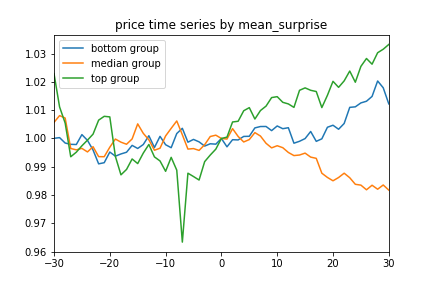 price time series by mean_surprise
bottom group
median group
top group
1.03
1.02
1.01
1.00
0.99
0.98
0.97
0.96
−30 −20 −10 0 10 20 30